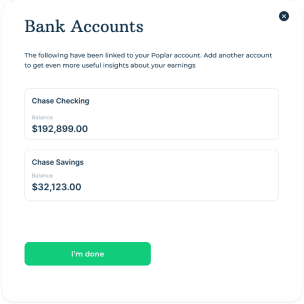 Bank Accounts
The following have been linked to your Poplar account. Add another account
to get even more useful insights about your earnings
Chase Checking
Balance
$192,899.00
Chase Savings
Balance
$32,123.00
I'm done